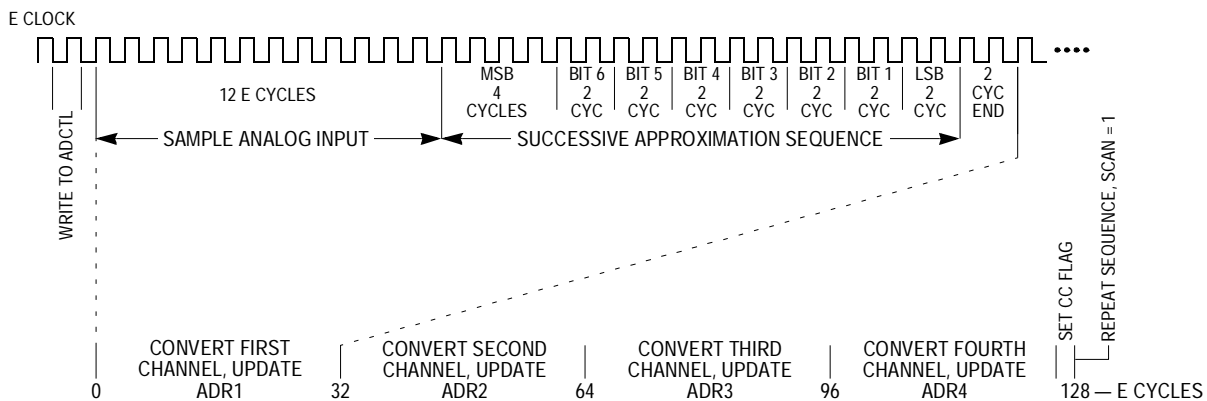 E CLOCK
MSB BIT 6 BIT 5 BIT 4 BIT 3 BIT 2 BIT 1 LSB 2
12 E CYCLES 4 2 2 2 2 2 2 2 CYC
CYCLES CYC CYC CYC CYC CYC CYC CYC END
SAMPLE ANALOG INPUT SUCCESSIVE APPROXIMATION SEQUENCE
WRITE TO ADCTL
SET CC FLAG
REPEAT SEQUENCE, SCAN = 1
CONVERT FIRST CONVERT SECOND CONVERT THIRD CONVERT FOURTH
CHANNEL, UPDATE CHANNEL, UPDATE CHANNEL, UPDATE CHANNEL, UPDATE
0 ADR1 32 ADR2 64 ADR3 96 ADR4 128 — E CYCLES